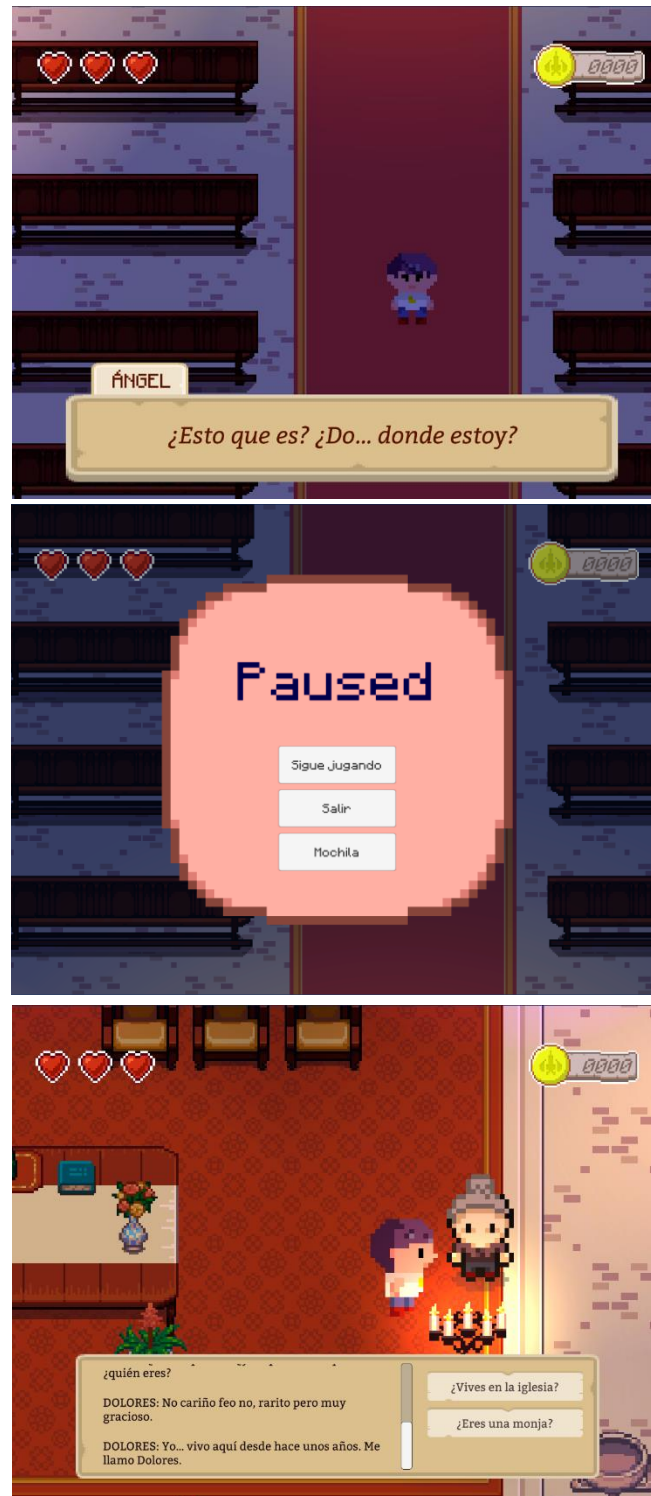 0000
ÁNGEL
¿Esto que es? ¿Do... donde estoy?
0000
Paused
Sigue jugando
Salir
Mochila
0000
¿quién eres?
DOLORES: No cariño feo no, rarito pero muy
gracioso.
DOLORES: Yo... vivo aquí desde hace unos años. Me
llamo Dolores.
¿Vives en la iglesia?
¿Eres una monja?